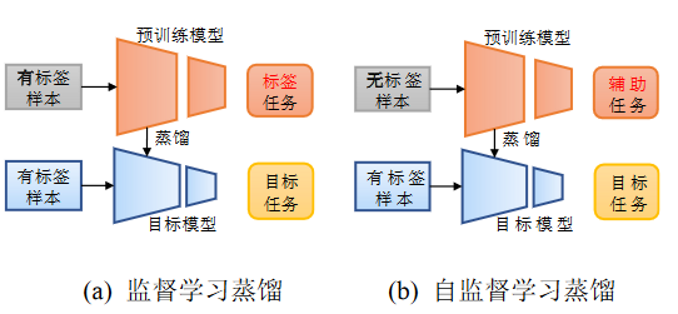 预训练模型
有标签
样本
标签
任务
蒸馏
有标签
样本
目标
任务
目标模型
(a) 监督学习蒸馏
预训练模型
无标签
样本
辅助
任务
蒸馏
有标签
样本
目标
任务
目标模型
(b) 自监督学习蒸馏